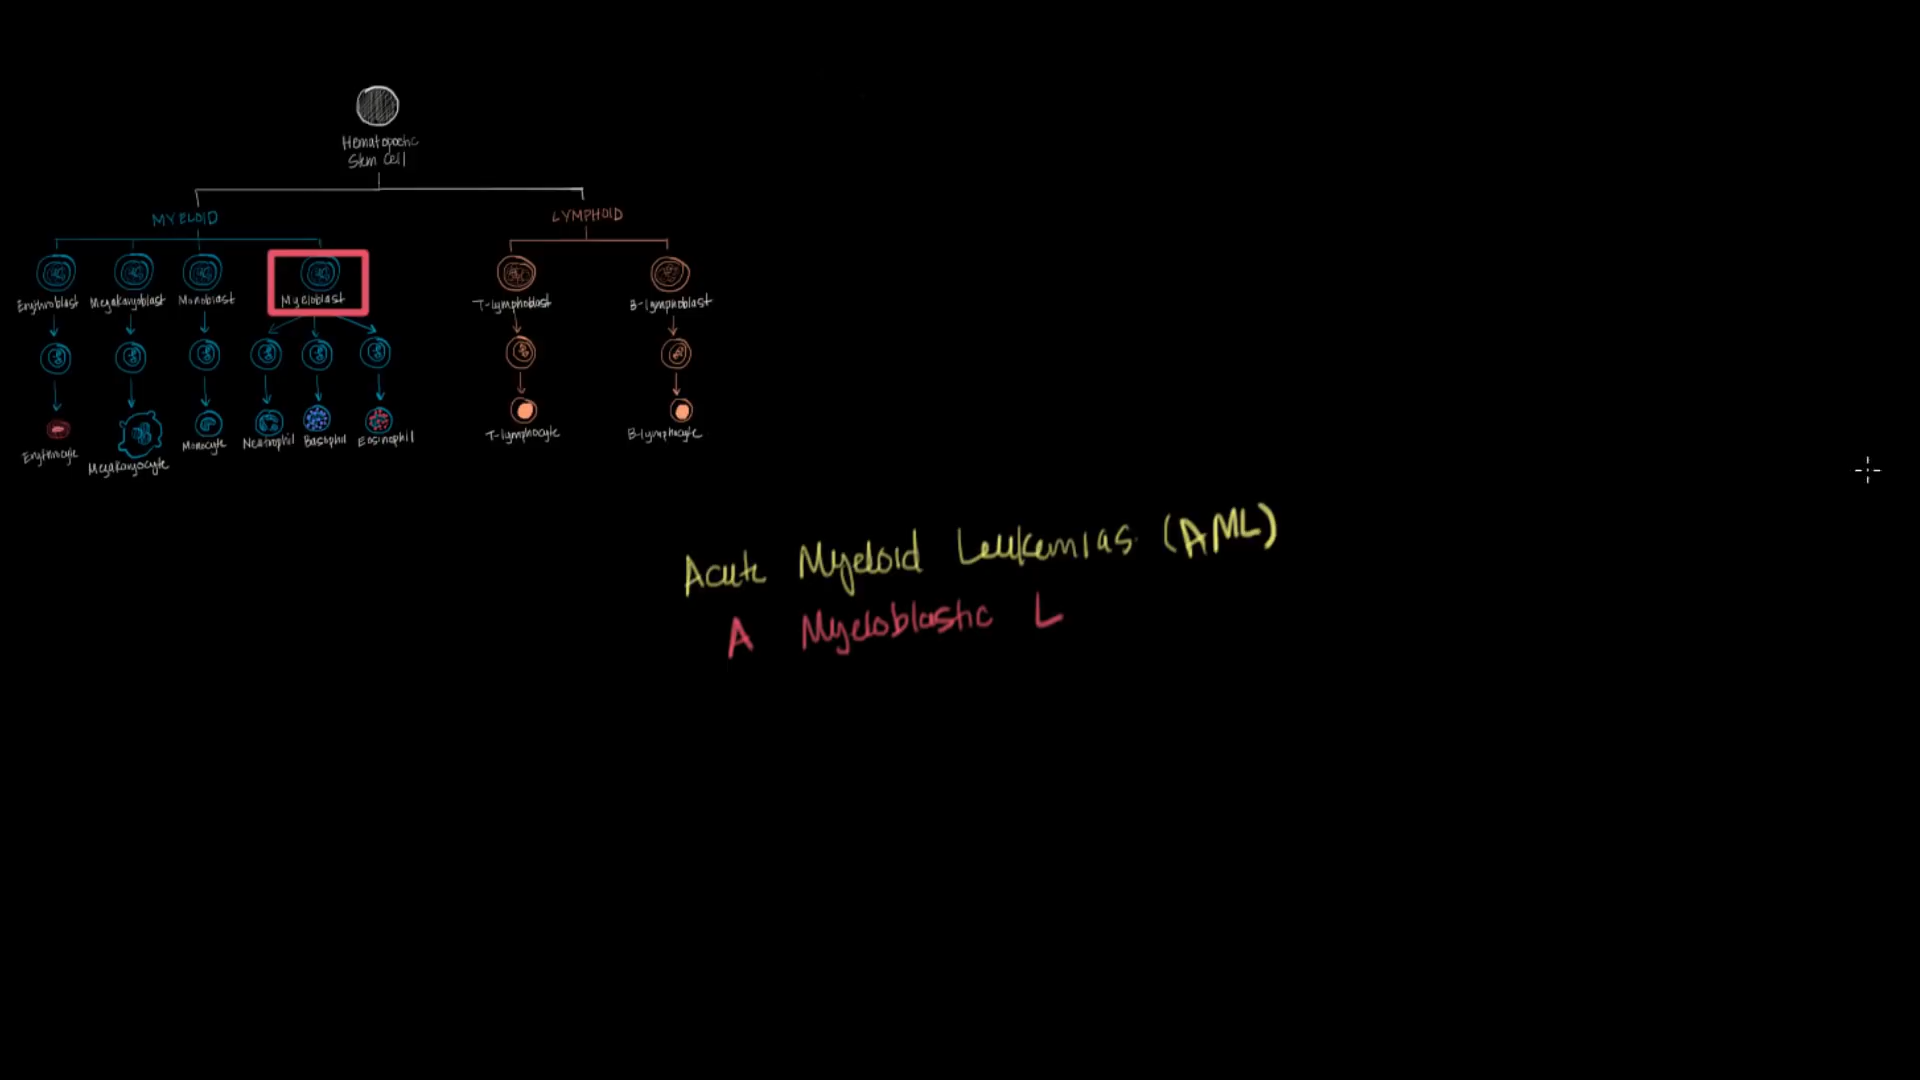 Hematopoetic
Stem Cell
MYELOID
LYMPHOID
Erythroblast Megakaryoblast Monoblast Myeloblast
T-lymphoblast B-lymphoblast
Erythrocyte Megakaryocyte Monocyte Neutrophil Basophil Eosinophil
T-lymphocyte B-lymphocyte
Acute Myeloid Leukemias (AML)
A Myeloblastic L